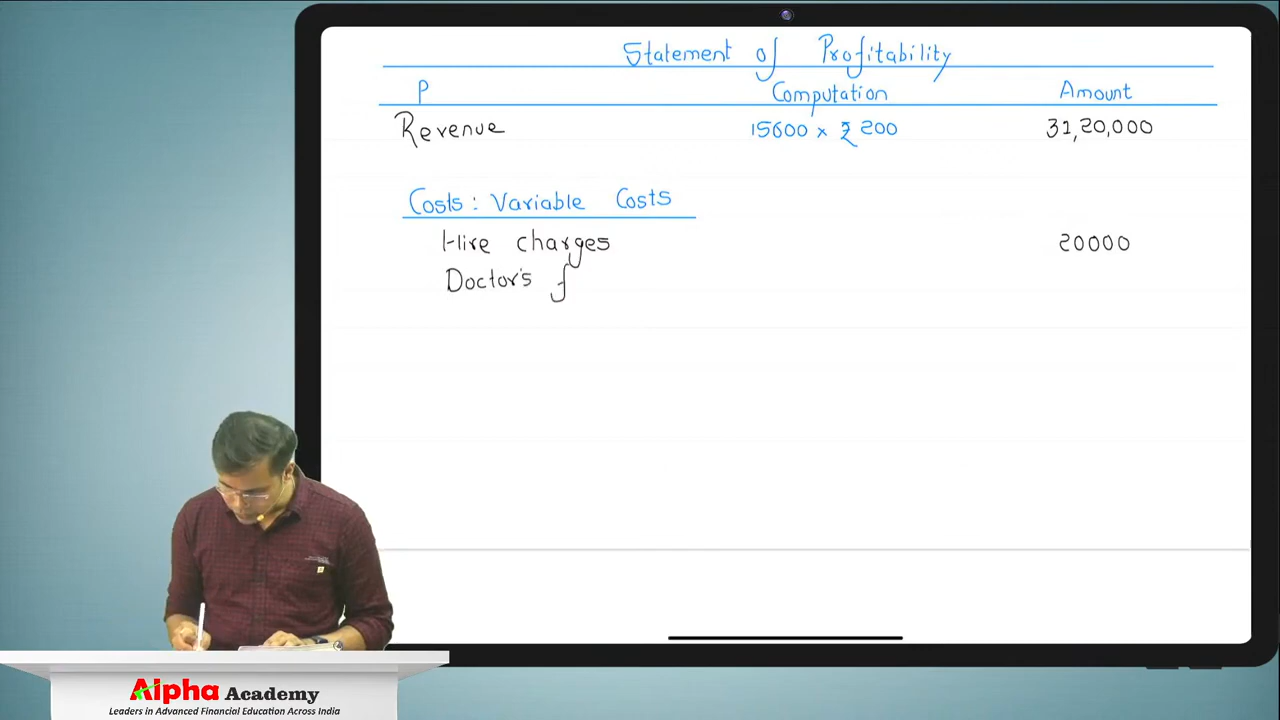 Statement of Profitability
P Computation Amount
Revenue 15600 × ₹ 200 31,20,000
Costs : Variable Costs
Hire charges 20000
Doctor's f
Alpha Academy
Leaders in Advanced Financial Education Across India